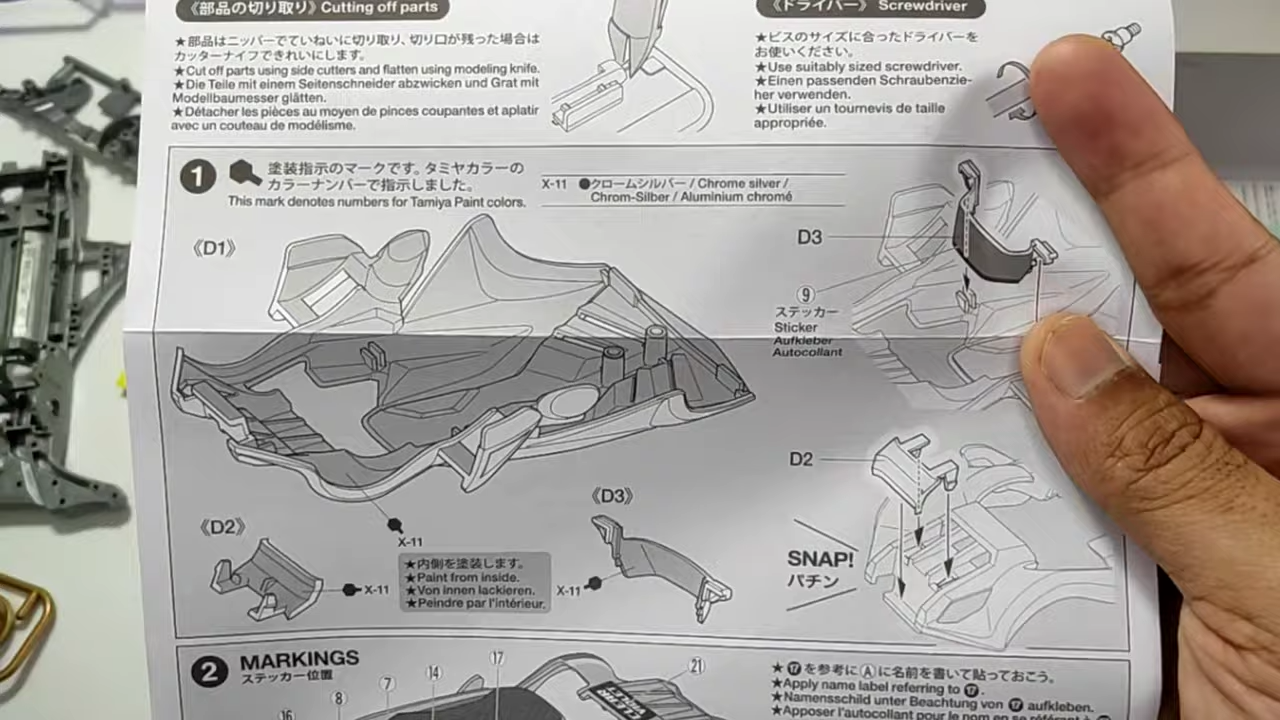 《部品の切り取り》 Cutting off parts
★部品はニッパーでていねいに切り取り、切り口が残った場合は
カッターナイフできれいにします。
★Cut off parts using side cutters and flatten using modeling knife.
★Die Teile mit einem Seitenschneider abzwicken und Grat mit
Modellbaumesser glätten.
★Détacher les pièces au moyen de pinces coupantes et aplatir
avec un couteau de modélisme.
《ドライバー》 Screwdriver
★ビスのサイズに合ったドライバーを
お使いください。
★Use suitably sized screwdriver.
★Einen passenden Schraubenzie-
her verwenden.
★Utiliser un tournevis de taille
appropriée.
1
塗装指示のマークです。タミヤカラーの
カラーナンバーで指示しました。
This mark denotes numbers for Tamiya Paint colors.
X-11 ●クロームシルバー / Chrome silver /
Chrom-Silber / Aluminium chromé
《D1》
D3
⑨
ステッカー
Sticker
Aufkleber
Autocollant
D2
SNAP!
パチン
X-11
《D2》
X-11
★内側を塗装します。
★Paint from inside.
★Von innen lackieren.
★Peindre par l'intérieur.
《D3》
X-11
2 MARKINGS
ステッカー位置
16
⑧
⑦
⑭
⑰
㉑
★⓱を参考にⒶに名前を書いて貼っておこう。
★Apply name label referring to ⓱.
★Namensschild unter Beachtung von ⓱ aufkleben.
★Apposer l'autocollant pour le nom en se référant à